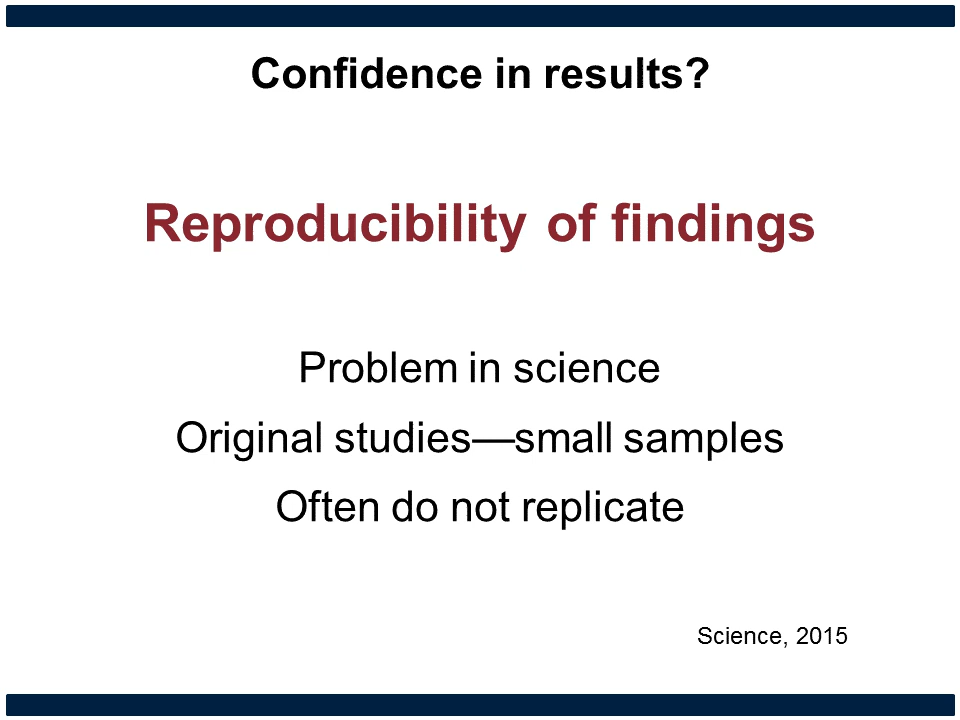 Confidence in results?
Reproducibility of findings
Problem in science
Original studies—small samples
Often do not replicate
Science, 2015